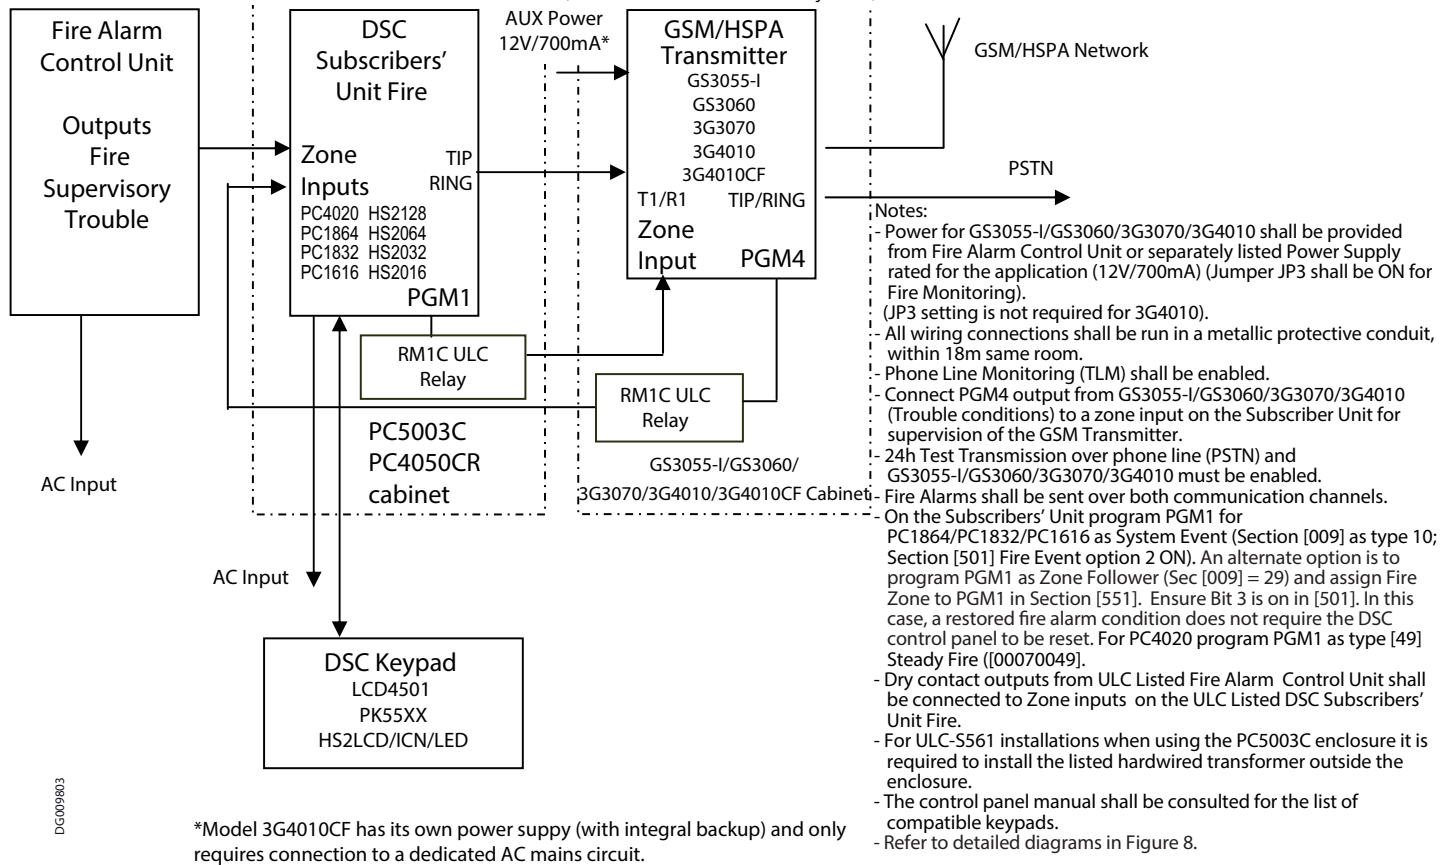 Fire Alarm
Control Unit
Outputs
Fire
Supervisory
Trouble
AC Input
DSC
Subscribers'
Unit Fire
Zone
Inputs
TIP
RING
PC4020 HS2128
PC1864 HS2064
PC1832 HS2032
PC1616 HS2016
PGM1
RM1C ULC
Relay
PC5003C
PC4050CR
cabinet
AC Input
DSC Keypad
LCD4501
PK55XX
HS2LCD/ICN/LED
AUX Power
12V/700mA*
GSM/HSPA
Transmitter
GS3055-I
GS3060
3G3070
3G4010
3G4010CF
T1/R1 TIP/RING
Zone
Input PGM4
RM1C ULC
Relay
GS3055-I/GS3060/
3G3070/3G4010/3G4010CF Cabinet
GSM/HSPA Network
PSTN
Notes:
- Power for GS3055-I/GS3060/3G3070/3G4010 shall be provided
from Fire Alarm Control Unit or separately listed Power Supply
rated for the application (12V/700mA) (Jumper JP3 shall be ON for
Fire Monitoring).
(JP3 setting is not required for 3G4010).
- All wiring connections shall be run in a metallic protective conduit,
within 18m same room.
- Phone Line Monitoring (TLM) shall be enabled.
- Connect PGM4 output from GS3055-I/GS3060/3G3070/3G4010
(Trouble conditions) to a zone input on the Subscriber Unit for
supervision of the GSM Transmitter.
- 24h Test Transmission over phone line (PSTN) and
GS3055-I/GS3060/3G3070/3G4010 must be enabled.
- Fire Alarms shall be sent over both communication channels.
- On the Subscribers' Unit program PGM1 for
PC1864/PC1832/PC1616 as System Event (Section [009] as type 10;
Section [501] Fire Event option 2 ON). An alternate option is to
program PGM1 as Zone Follower (Sec [009] = 29) and assign Fire
Zone to PGM1 in Section [551]. Ensure Bit 3 is on in [501]. In this
case, a restored fire alarm condition does not require the DSC
control panel to be reset. For PC4020 program PGM1 as type [49]
Steady Fire ([00070049].
- Dry contact outputs from ULC Listed Fire Alarm Control Unit shall
be connected to Zone inputs on the ULC Listed DSC Subscribers'
Unit Fire.
- For ULC-S561 installations when using the PC5003C enclosure it is
required to install the listed hardwired transformer outside the
enclosure.
- The control panel manual shall be consulted for the list of
compatible keypads.
- Refer to detailed diagrams in Figure 8.
DG009803
*Model 3G4010CF has its own power suppy (with integral backup) and only
requires connection to a dedicated AC mains circuit.